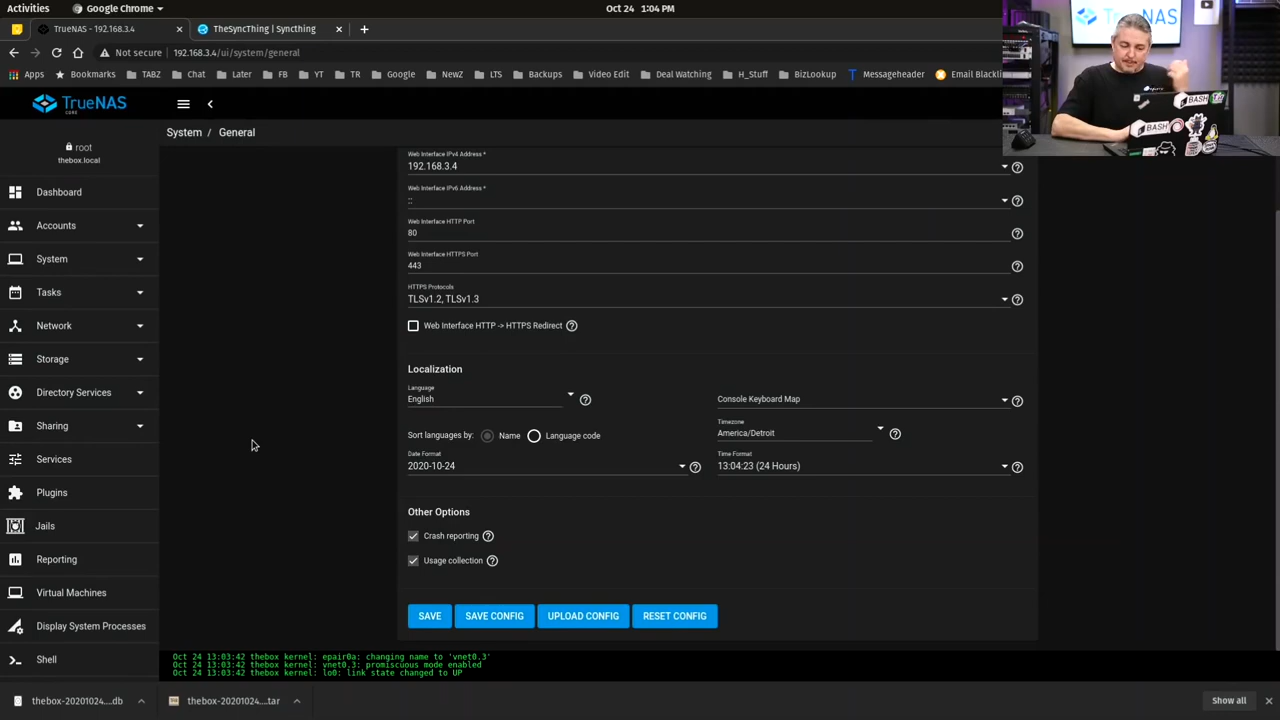 Activities
Google Chrome
Oct 24 1:04 PM
TrueNAS - 192.168.3.4
TheSyncThing | Syncthing
Not secure
192.168.3.4/ui/system/general
Apps
Bookmarks
TABZ
Chat
Later
FB
YT
TR
Google
NewZ
LTS
Backups
Video Edit
Deal Watching
H_Stuff
BizLookup
Messageheader
Email Blackli
TrueNAS
BASH
BASH
TrueNAS
CORE
System / General
root
thebox.local
Dashboard
Accounts
System
Tasks
Network
Storage
Directory Services
Sharing
Services
Plugins
Jails
Reporting
Virtual Machines
Display System Processes
Shell
Web Interface IPv4 Address *
192.168.3.4
Web Interface IPv6 Address *
::
Web Interface HTTP Port
80
Web Interface HTTPS Port
443
HTTPS Protocols
TLSv1.2, TLSv1.3
Web Interface HTTP -> HTTPS Redirect
Localization
Language
English
Console Keyboard Map
Sort languages by:
Name
Language code
Timezone
America/Detroit
Date Format
2020-10-24
Time Format
13:04:23 (24 Hours)
Other Options
Crash reporting
Usage collection
SAVE
SAVE CONFIG
UPLOAD CONFIG
RESET CONFIG
Oct 24 13:03:42 thebox kernel: epair0a: changing name to 'vnet0.3'
Oct 24 13:03:42 thebox kernel: vnet0.3: promiscuous mode enabled
Oct 24 13:03:42 thebox kernel: lo0: link state changed to UP
thebox-20201024....db
thebox-20201024....tar
Show all